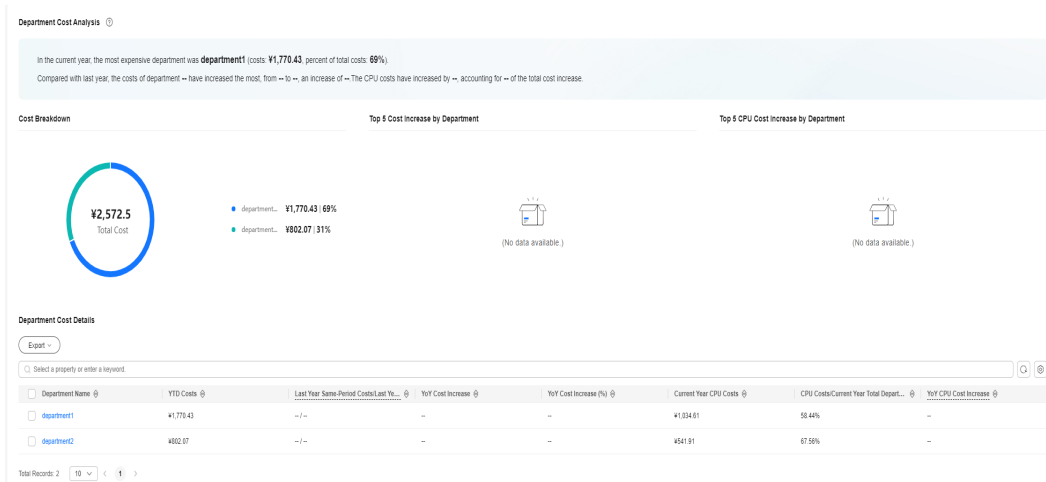 Department Cost Analysis
In the current year, the most expensive department was department1 (costs: ¥1,770.43, percent of total costs: 69%).
Compared with last year, the costs of department -- have increased the most, from -- to --, an increase of --.The CPU costs have increased by --, accounting for -- of the total cost increase.
Cost Breakdown
Top 5 Cost Increase by Department
Top 5 CPU Cost Increase by Department
¥2,572.5
Total Cost
department... ¥1,770.43 | 69%
department... ¥802.07 | 31%
(No data available.)
(No data available.)
Department Cost Details
Export
Select a property or enter a keyword.
Department Name YTD Costs Last Year Same-Period Costs/Last Ye... YoY Cost Increase YoY Cost Increase (%) Current Year CPU Costs CPU Costs/Current Year Total Depart... YoY CPU Cost Increase
department1 ¥1,770.43 -- / -- -- -- ¥1,034.61 58.44% --
department2 ¥802.07 -- / -- -- -- ¥541.91 67.56% --
Total Records: 2 10 < 1 >